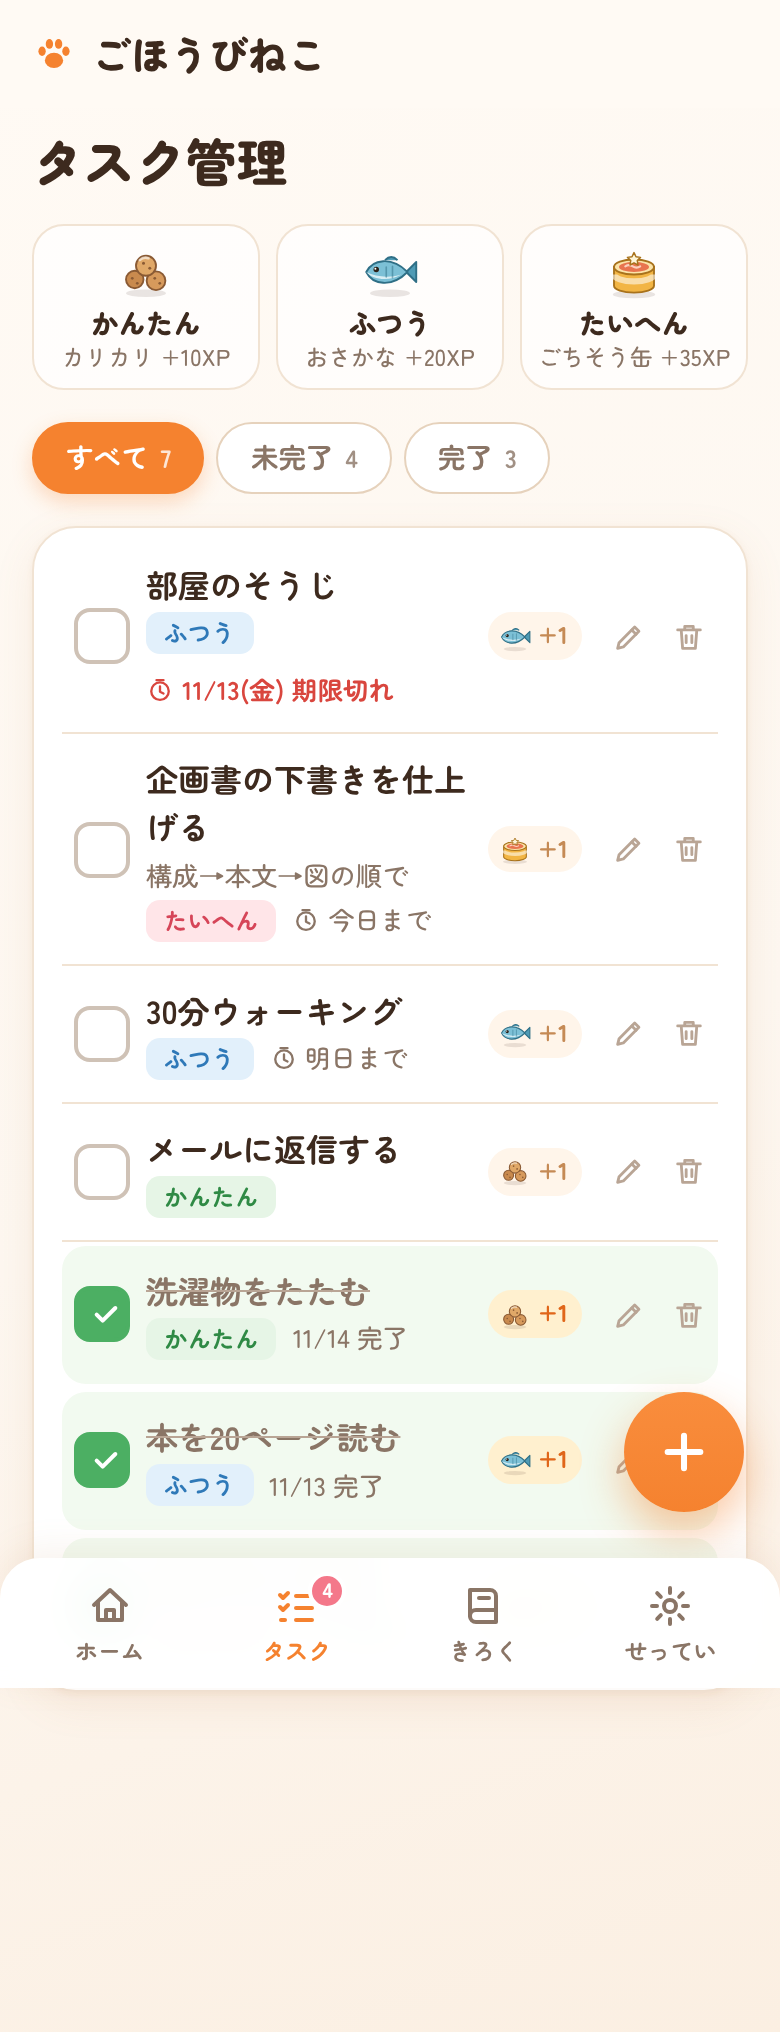 ごほうびねこ
タスク管理
かんたん
カリカリ +10XP
ふつう
おさかな +20XP
たいへん
ごちそう缶 +35XP
すべて 7
未完了 4
完了 3
部屋のそうじ
ふつう
11/13(金) 期限切れ
+1
企画書の下書きを仕上
げる
構成→本文→図の順で
たいへん 今日まで
+1
30分ウォーキング
ふつう 明日まで
+1
メールに返信する
かんたん
+1
洗濯物をたたむ
かんたん 11/14 完了
+1
本を20ページ読む
ふつう 11/13 完了
+1
ホーム
4
タスク
きろく
せってい